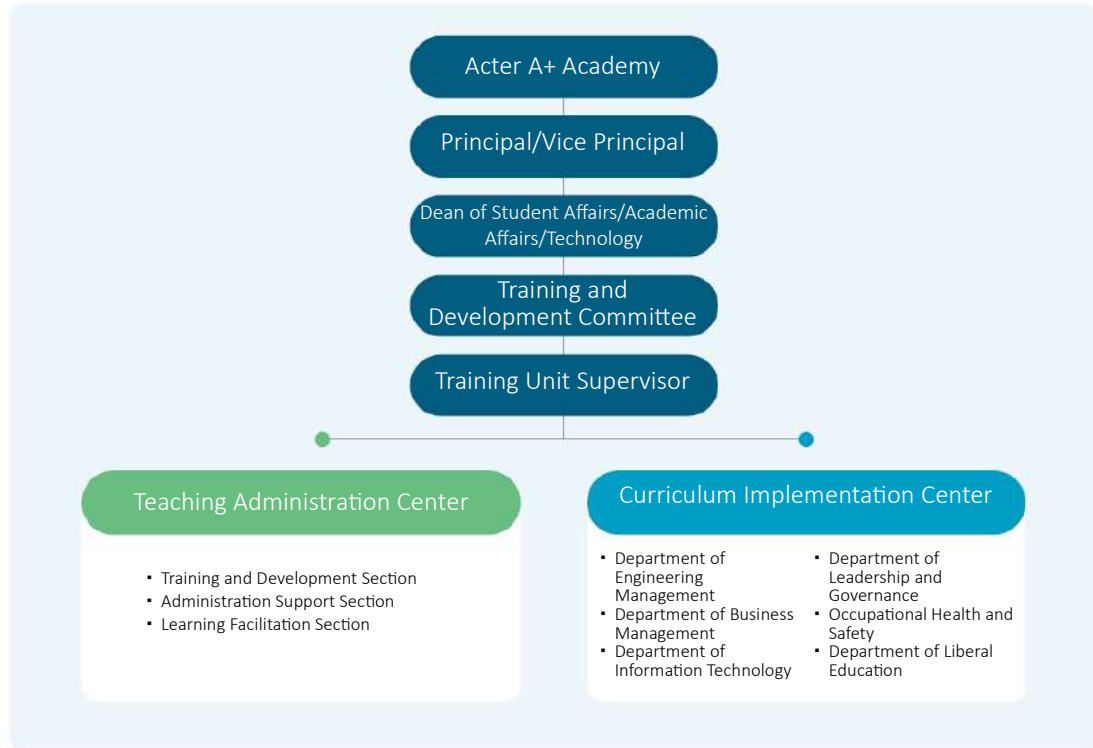 Acter A+ Academy
Principal/Vice Principal
Dean of Student Affairs/Academic
Affairs/Technology
Training and
Development Committee
Training Unit Supervisor
Teaching Administration Center
▪ Training and Development Section
▪ Administration Support Section
▪ Learning Facilitation Section
Curriculum Implementation Center
▪ Department of
Engineering
Management
▪ Department of Business
Management
▪ Department of
Information Technology
▪ Department of
Leadership and
Governance
▪ Occupational Health and
Safety
▪ Department of Liberal
Education